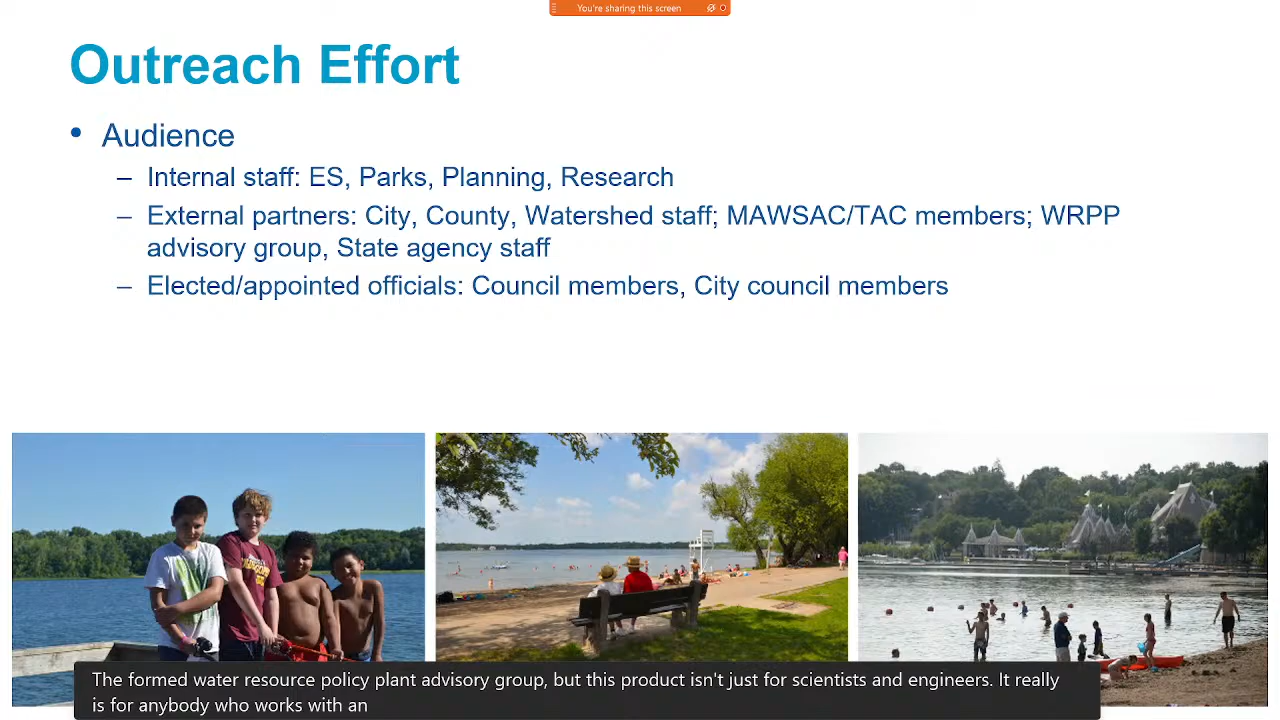 You're sharing this screen
Outreach Effort
• Audience
– Internal staff: ES, Parks, Planning, Research
– External partners: City, County, Watershed staff; MAWSAC/TAC members; WRPP
advisory group, State agency staff
– Elected/appointed officials: Council members, City council members
The formed water resource policy plant advisory group, but this product isn't just for scientists and engineers. It really
is for anybody who works with an